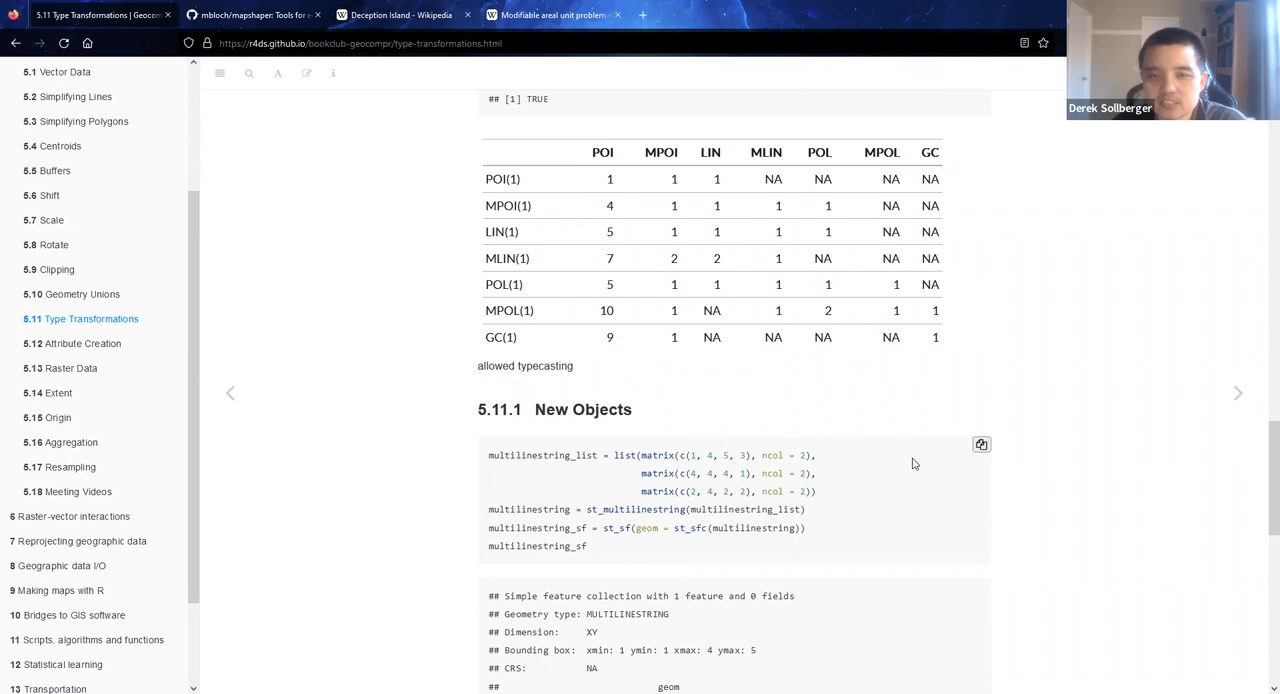 5.11 Type Transformations | Geocom
mbloch/mapshaper: Tools for e
Deception Island - Wikipedia
Modifiable areal unit problem -
https://r4ds.github.io/bookclub-geocompr/type-transformations.html
Derek Sollberger
5.1 Vector Data
5.2 Simplifying Lines
5.3 Simplifying Polygons
5.4 Centroids
5.5 Buffers
5.6 Shift
5.7 Scale
5.8 Rotate
5.9 Clipping
5.10 Geometry Unions
5.11 Type Transformations
5.12 Attribute Creation
5.13 Raster Data
5.14 Extent
5.15 Origin
5.16 Aggregation
5.17 Resampling
5.18 Meeting Videos
6 Raster-vector interactions
7 Reprojecting geographic data
8 Geographic data I/O
9 Making maps with R
10 Bridges to GIS software
11 Scripts, algorithms and functions
12 Statistical learning
13 Transportation
## [1] TRUE
POI MPOI LIN MLIN POL MPOL GC
POI(1) 1 1 1 NA NA NA NA
MPOI(1) 4 1 1 1 1 NA NA
LIN(1) 5 1 1 1 1 NA NA
MLIN(1) 7 2 2 1 NA NA NA
POL(1) 5 1 1 1 1 1 NA
MPOL(1) 10 1 NA 1 2 1 1
GC(1) 9 1 NA NA NA NA 1
allowed typecasting
5.11.1 New Objects
multilinestring_list = list(matrix(c(1, 4, 5, 3), ncol = 2),
matrix(c(4, 4, 4, 1), ncol = 2),
matrix(c(2, 4, 2, 2), ncol = 2))
multilinestring = st_multilinestring(multilinestring_list)
multilinestring_sf = st_sf(geom = st_sfc(multilinestring))
multilinestring_sf
## Simple feature collection with 1 feature and 0 fields
## Geometry type: MULTILINESTRING
## Dimension: XY
## Bounding box: xmin: 1 ymin: 1 xmax: 4 ymax: 5
## CRS: NA
## geom